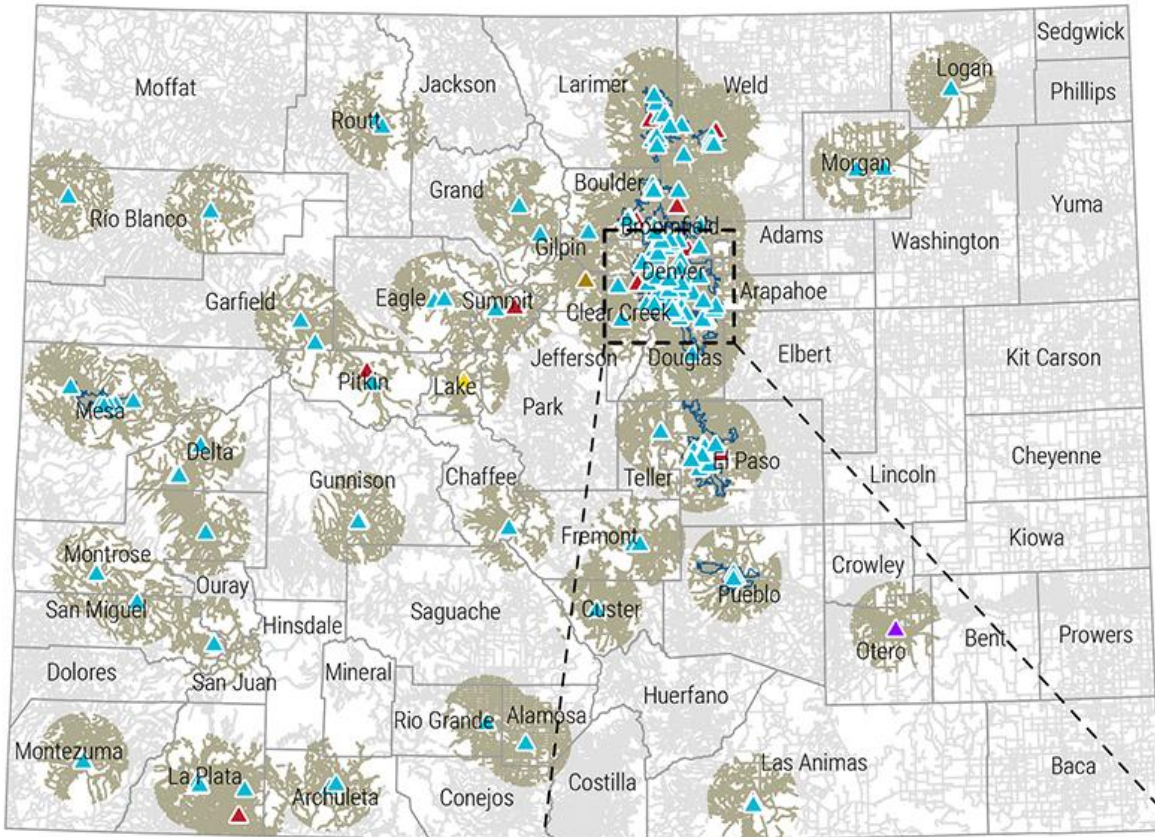 Sedgwick
Moffat
Jackson
Larimer
Weld
Logan
Phillips
Routt
Grand
Boulder
Morgan
Yuma
Rio Blanco
Gilpin
Broomfield
Adams
Washington
Denver
Garfield
Eagle
Summit
Clear Creek
Arapahoe
Jefferson
Douglas
Elbert
Kit Carson
Mesa
Pitkin
Lake
Park
Delta
Gunnison
Chaffee
Teller
El Paso
Lincoln
Cheyenne
Montrose
Fremont
Kiowa
Ouray
Crowley
San Miguel
Hinsdale
Saguache
Custer
Pueblo
Otero
Bent
Prowers
Dolores
San Juan
Mineral
Huerfano
Rio Grande
Alamosa
Montezuma
La Plata
Archuleta
Conejos
Costilla
Las Animas
Baca